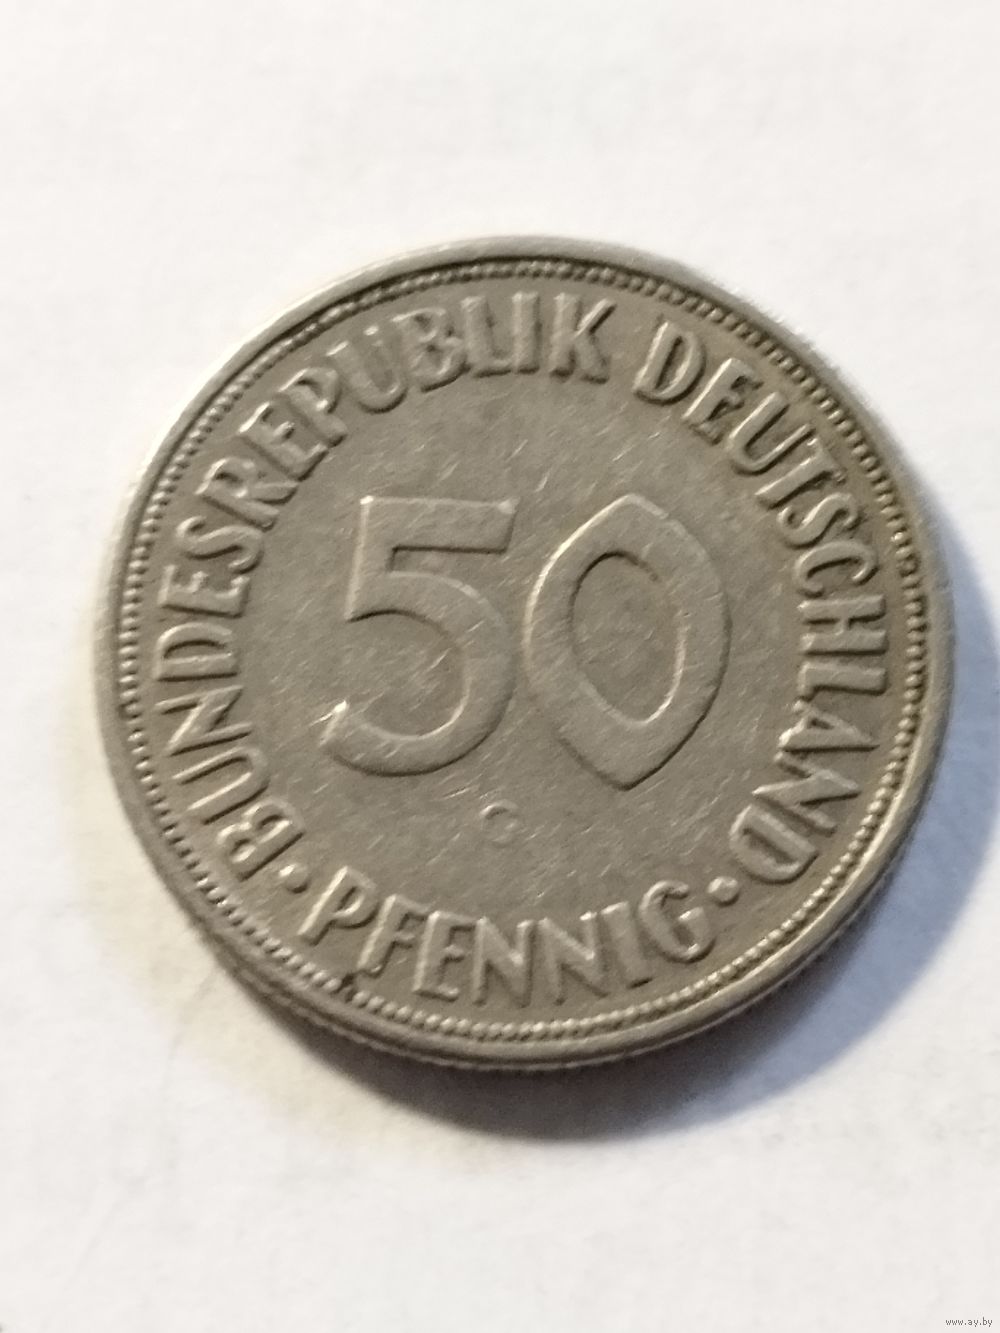 BUNDESREPUBLIK DEUTSCHLAND
50
G
· PFENNIG ·
www.ay.by